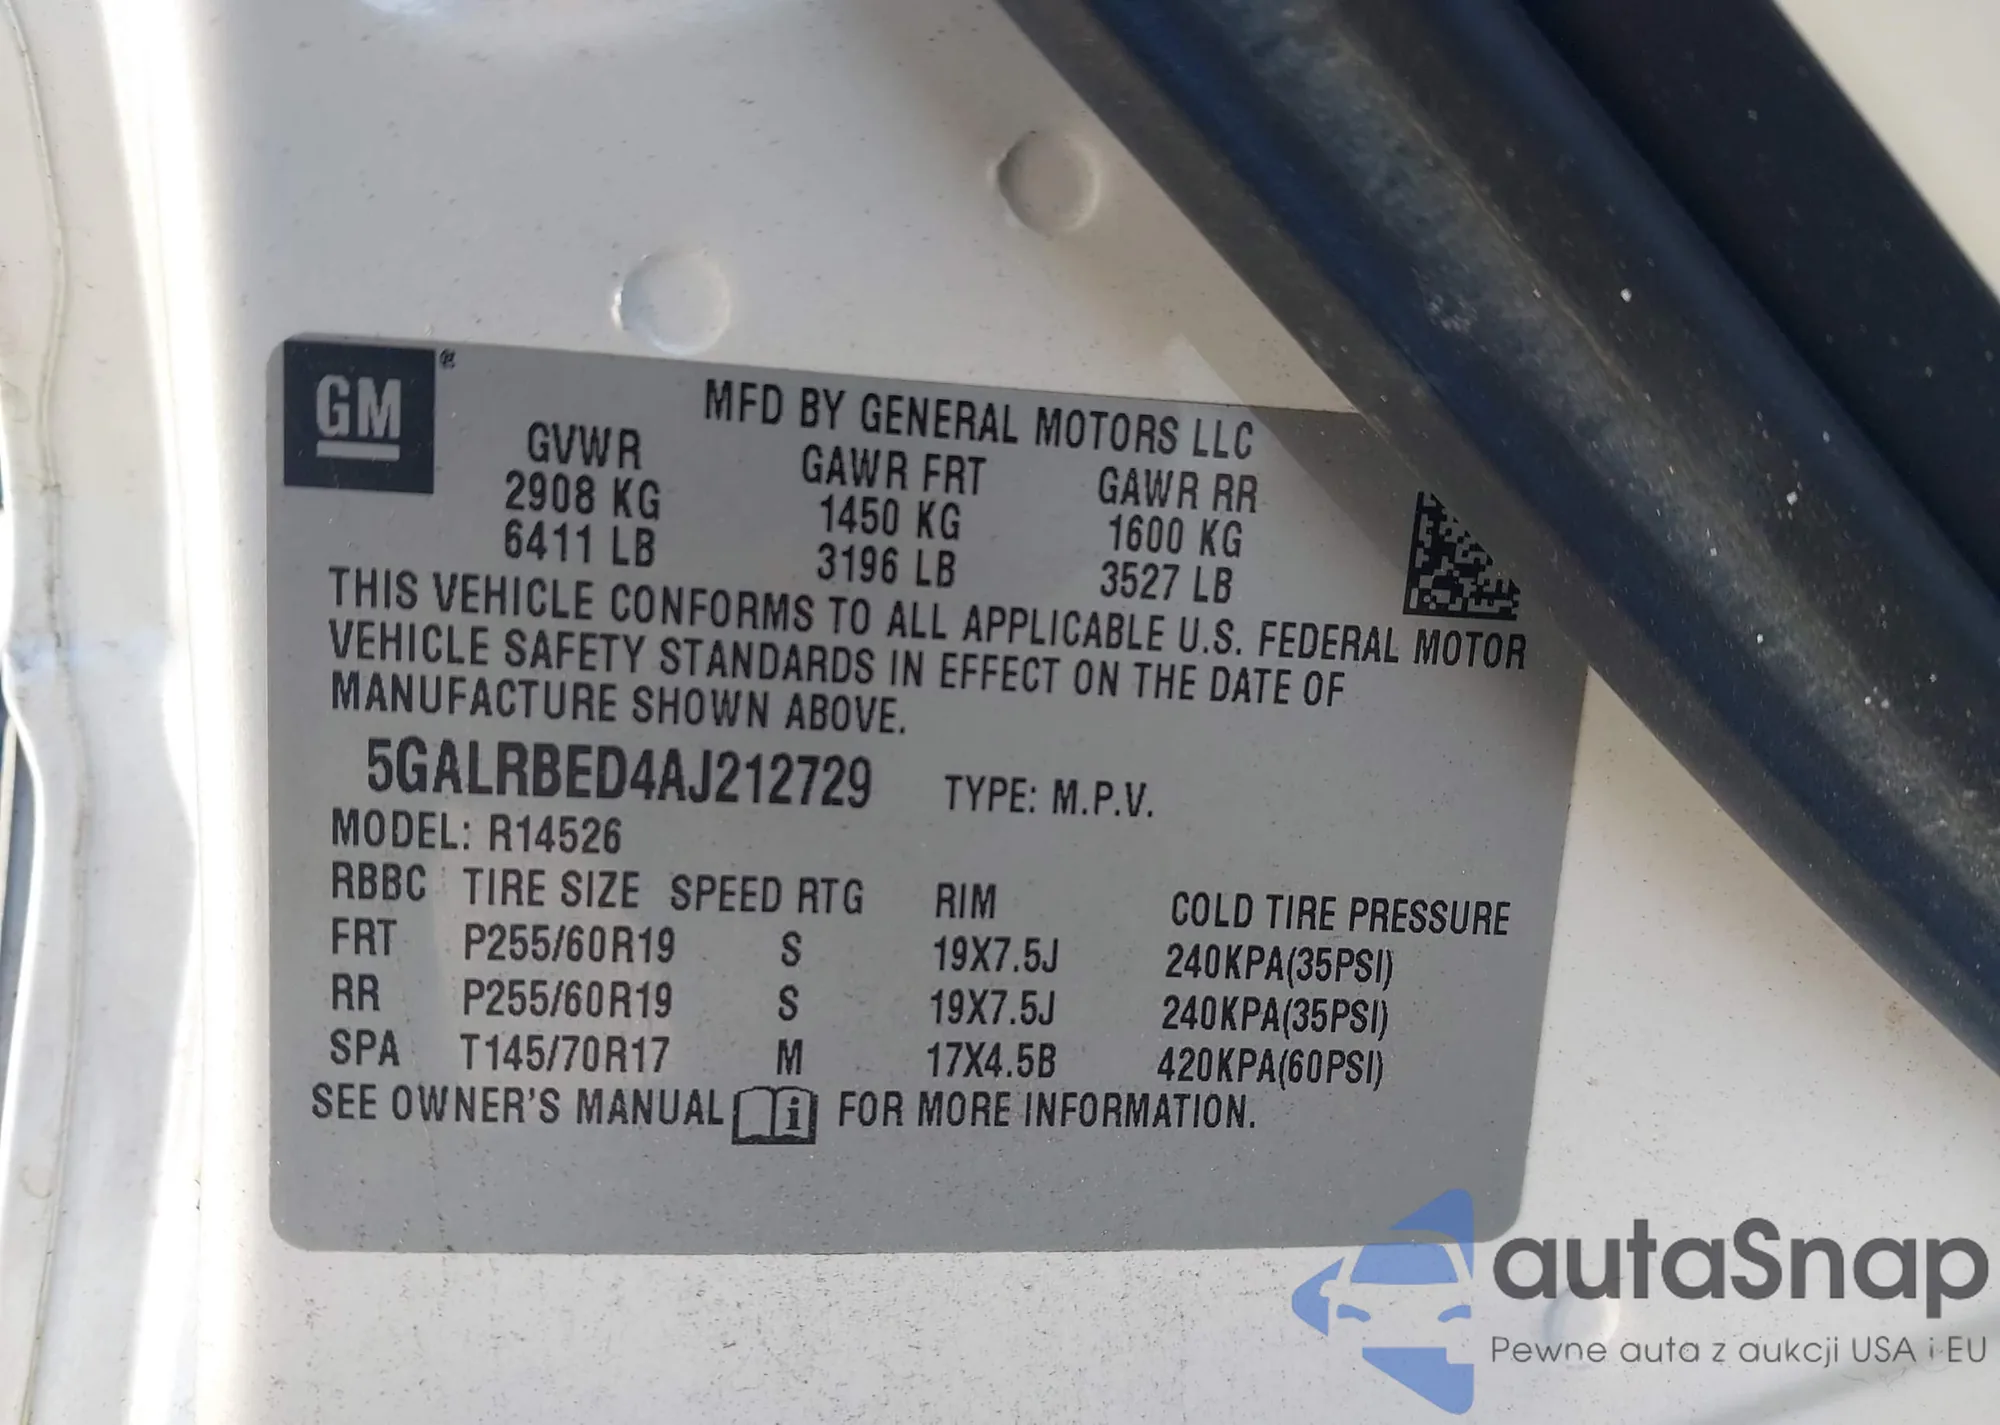 GM®
MFD BY GENERAL MOTORS LLC
GVWR GAWR FRT GAWR RR
2908 KG 1450 KG 1600 KG
6411 LB 3196 LB 3527 LB
THIS VEHICLE CONFORMS TO ALL APPLICABLE U.S. FEDERAL MOTOR
VEHICLE SAFETY STANDARDS IN EFFECT ON THE DATE OF
MANUFACTURE SHOWN ABOVE.
5GALRBED4AJ212729 TYPE: M.P.V.
MODEL: R14526
RBBC TIRE SIZE SPEED RTG RIM COLD TIRE PRESSURE
FRT P255/60R19 S 19X7.5J 240KPA(35PSI)
RR P255/60R19 S 19X7.5J 240KPA(35PSI)
SPA T145/70R17 M 17X4.5B 420KPA(60PSI)
SEE OWNER'S MANUAL i FOR MORE INFORMATION.
autaSnap
Pewne auta z aukcji USA i EU